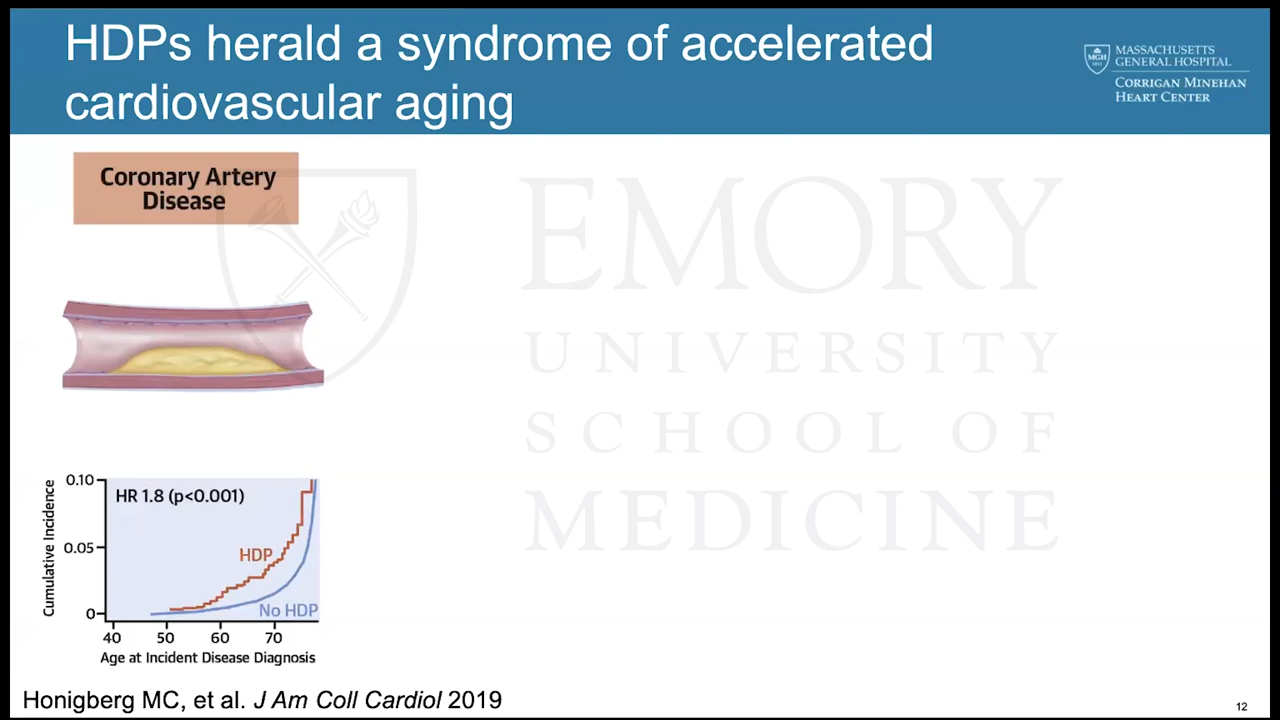 HDPs herald a syndrome of accelerated
cardiovascular aging
MASSACHUSETTS
GENERAL HOSPITAL
CORRIGAN MINEHAN
HEART CENTER
MGH
1811
Coronary Artery
Disease
EMORY
UNIVERSITY
SCHOOL OF
MEDICINE
Cumulative Incidence
0.10
0.05
0
HR 1.8 (p<0.001)
HDP
No HDP
40 50 60 70
Age at Incident Disease Diagnosis
Honigberg MC, et al. J Am Coll Cardiol 2019
12